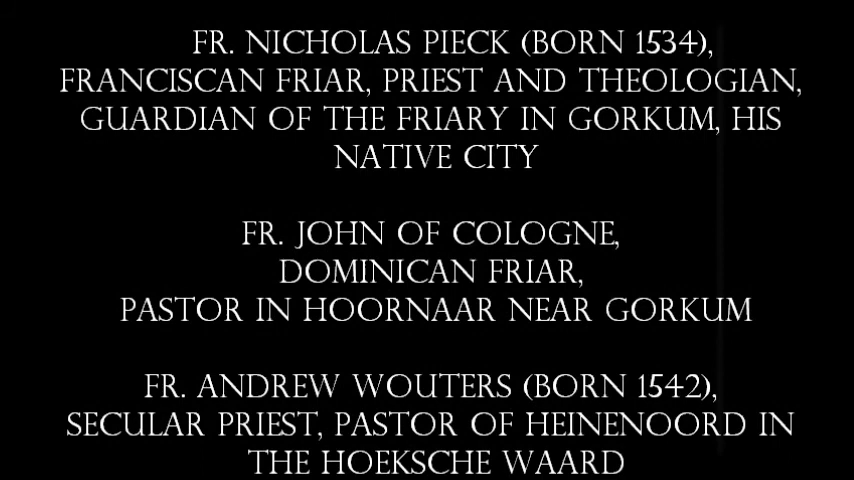 FR. NICHOLAS PIECK (BORN 1534),
FRANCISCAN FRIAR, PRIEST AND THEOLOGIAN,
GUARDIAN OF THE FRIARY IN GORKUM, HIS
NATIVE CITY
FR. JOHN OF COLOGNE,
DOMINICAN FRIAR,
PASTOR IN HOORNAAR NEAR GORKUM
FR. ANDREW WOUTERS (BORN 1542),
SECULAR PRIEST, PASTOR OF HEINENOORD IN
THE HOEKSCHE WAARD